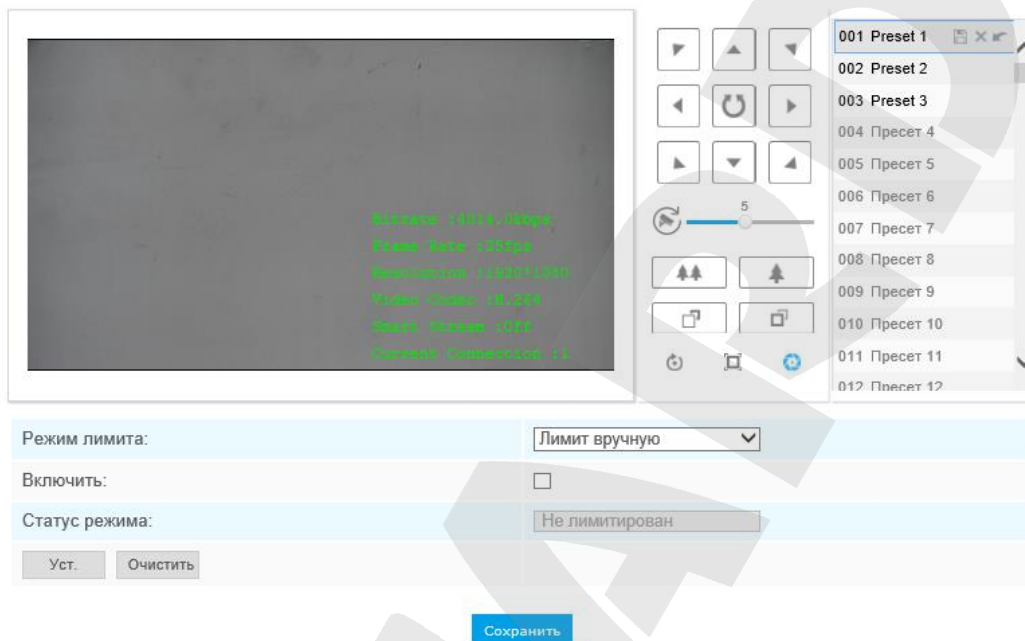 001 Preset 1
002 Preset 2
003 Preset 3
004 Пресет 4
005 Пресет 5
006 Пресет 6
007 Пресет 7
008 Пресет 8
009 Пресет 9
010 Пресет 10
011 Пресет 11
012 Пресет 12
5
Frame Rate :25fps
Resolution :1920*1080
Video Codec :H.264
Smart Stream :Off
Current Connection :1
Режим лимита:
Лимит вручную
Включить:
Статус режима:
Не лимитирован
Уст. Очистить
Сохранить